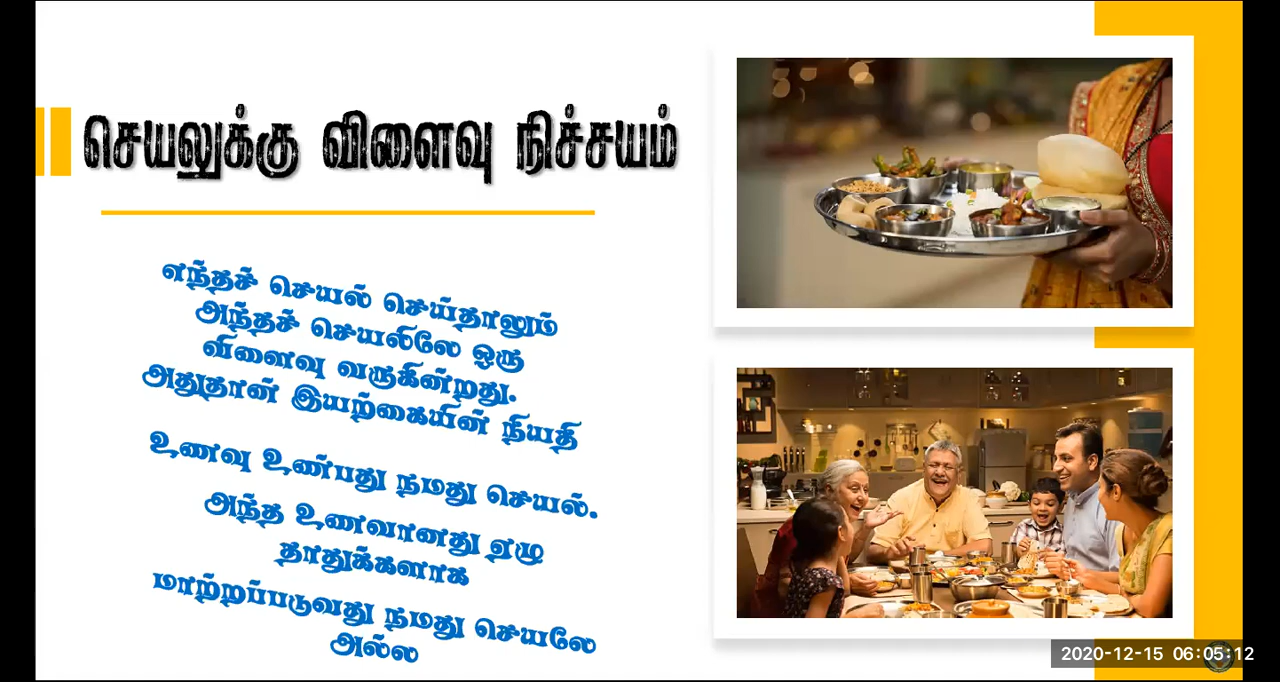 செயலுக்கு விளைவு நிச்சயம்
எந்தச் செயல் செய்தாலும்
அந்தச் செயலிலே ஒரு
விளைவு வருகின்றது.
அதுதான் இயற்கையின் நியதி
உணவு உண்பது நமது செயல்.
அந்த உணவானது ஏழு
தாதுக்களாக
மாற்றப்படுவது நமது செயலே
அல்ல
2020-12-15 06:05:12